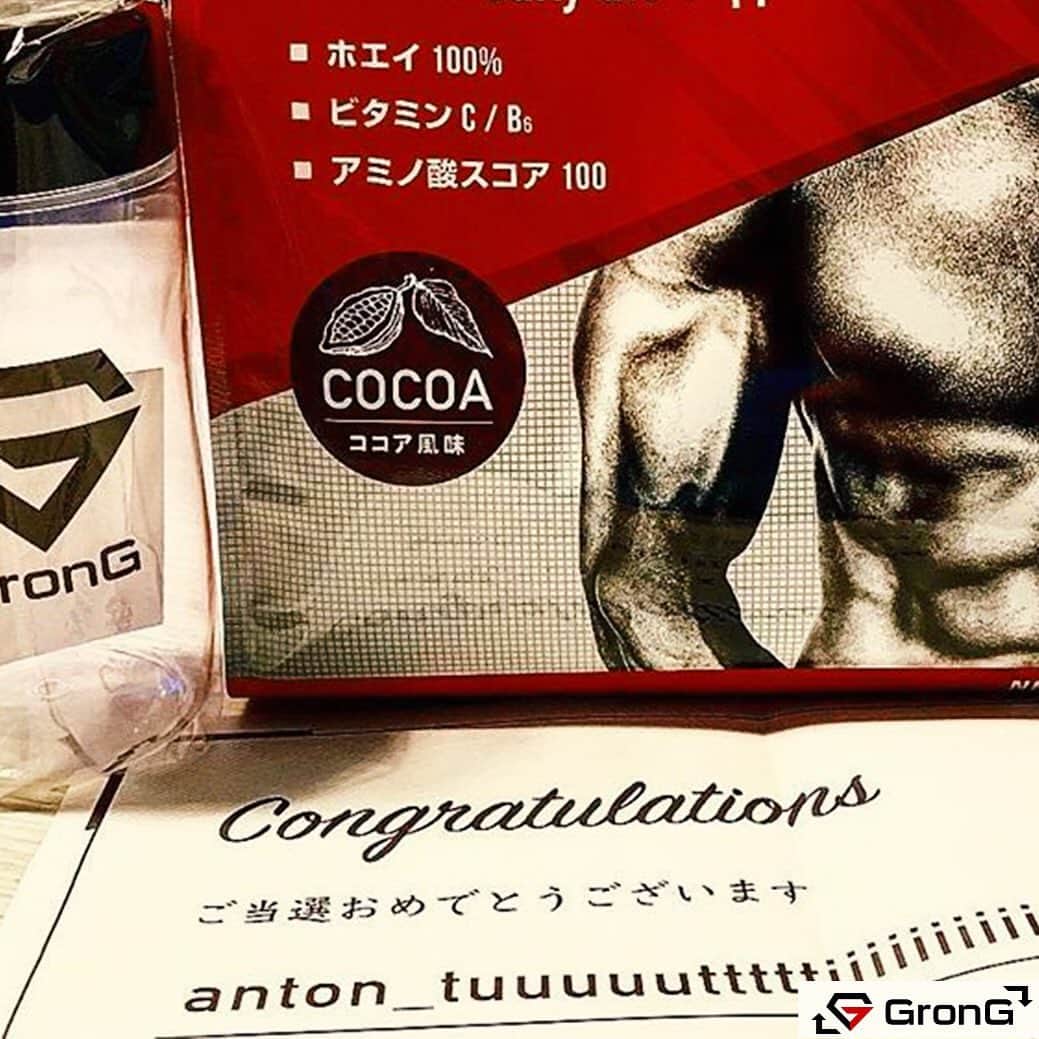 ■ ホエイ 100%
■ ビタミンC / B6
■ アミノ酸スコア 100
COCOA
ココア風味
ronG
Congratulations
ご当選おめでとうございます
GronG